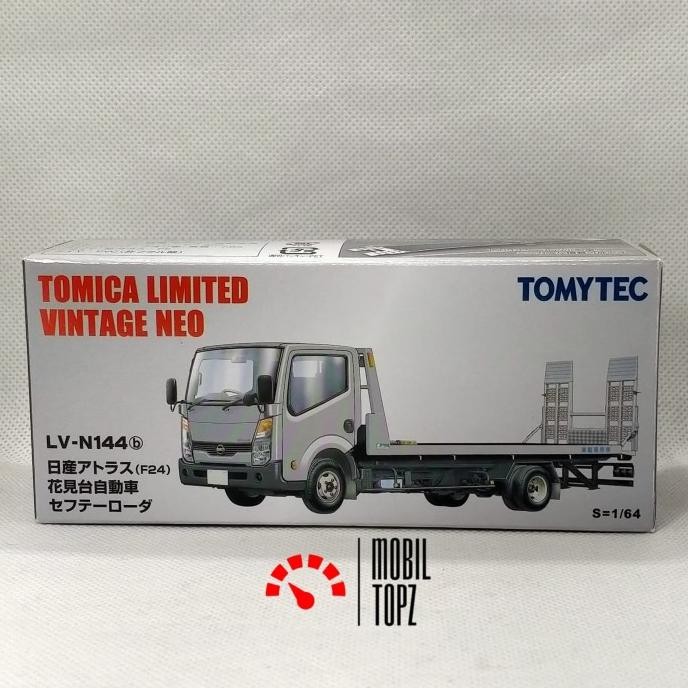 TOMICA LIMITED
VINTAGE NEO
TOMYTEC
LV-N144ⓑ
日産アトラス(F24)
花見台自動車
セフテーローダ
S=1/64
MOBIL
TOPZ